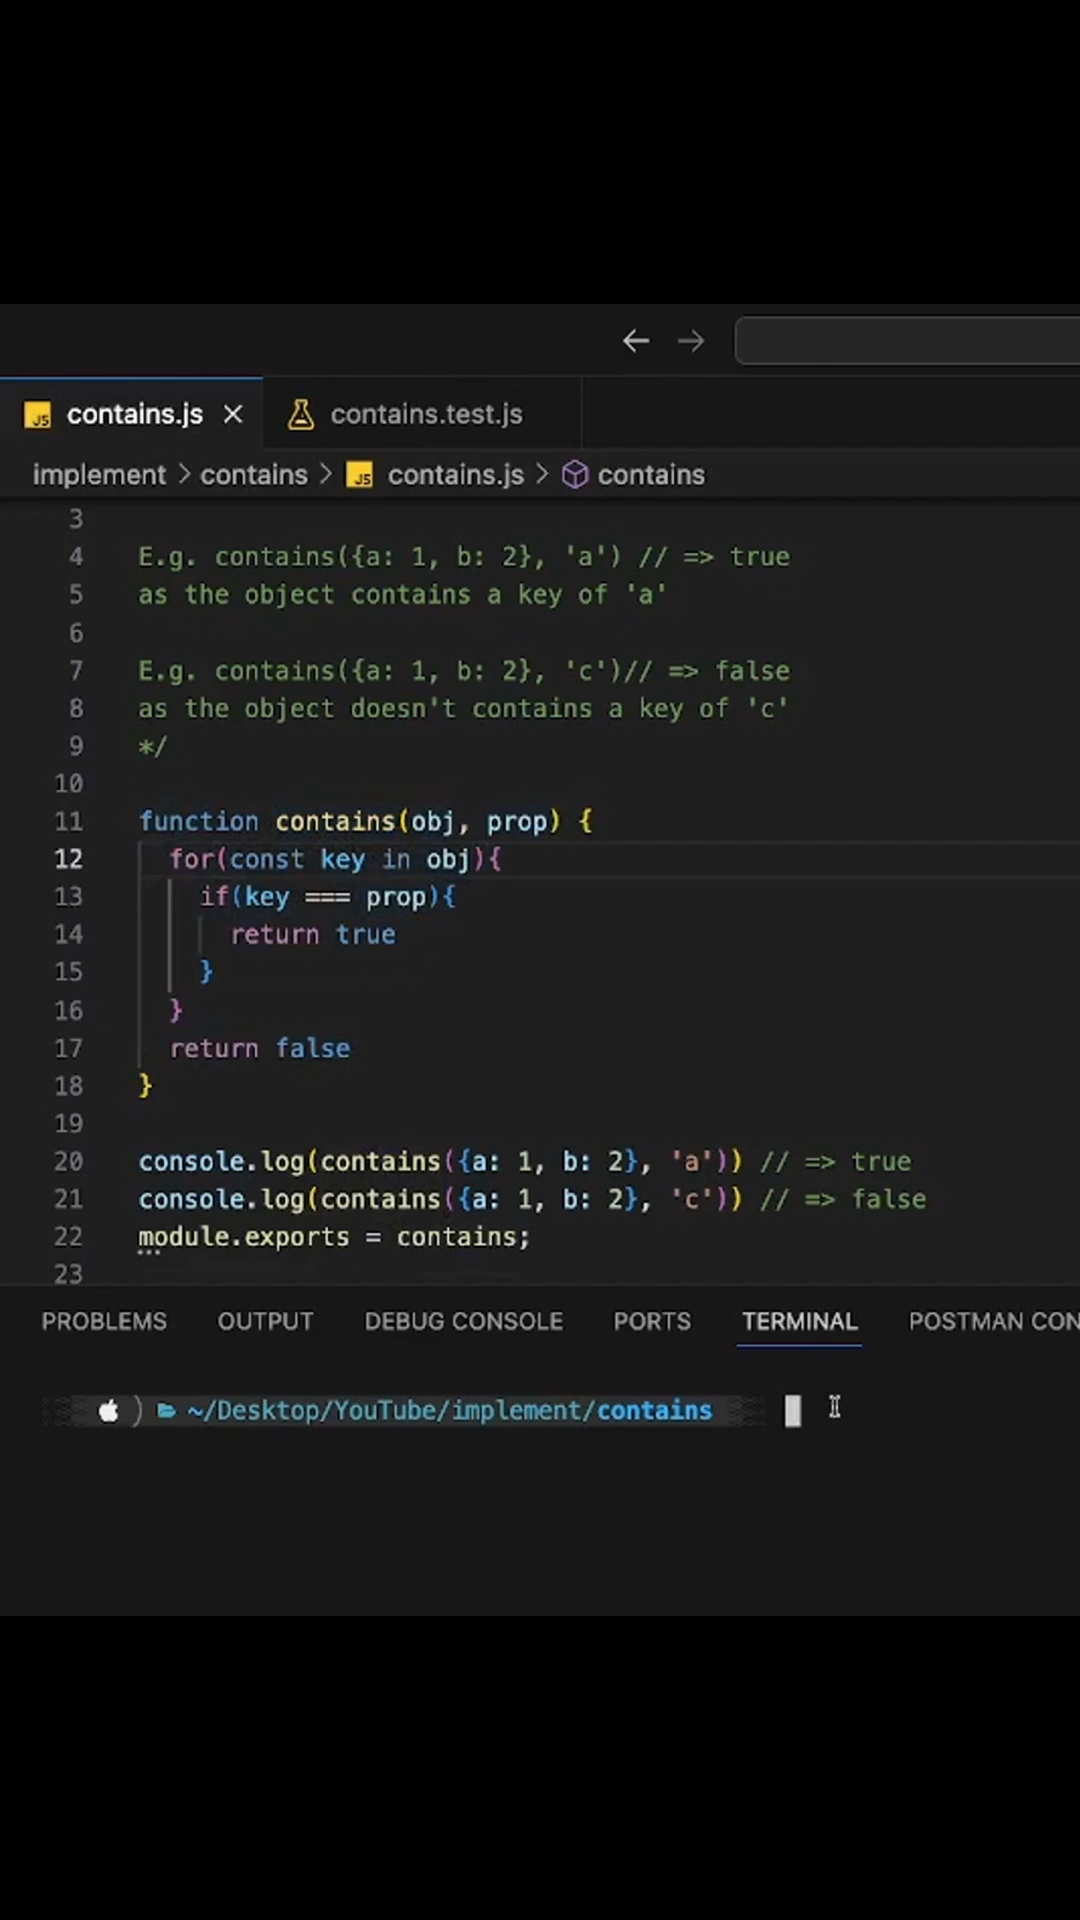 contains.js
contains.test.js
implement > contains > JS contains.js > contains
3
4 E.g. contains({a: 1, b: 2}, 'a') // => true
5 as the object contains a key of 'a'
6
7 E.g. contains({a: 1, b: 2}, 'c')// => false
8 as the object doesn't contains a key of 'c'
9 */
10
11 function contains(obj, prop) {
12 for(const key in obj){
13 if(key === prop){
14 return true
15 }
16 }
17 return false
18 }
19
20 console.log(contains({a: 1, b: 2}, 'a')) // => true
21 console.log(contains({a: 1, b: 2}, 'c')) // => false
22 module.exports = contains;
23
PROBLEMS OUTPUT DEBUG CONSOLE PORTS TERMINAL POSTMAN CON
~/Desktop/YouTube/implement/contains